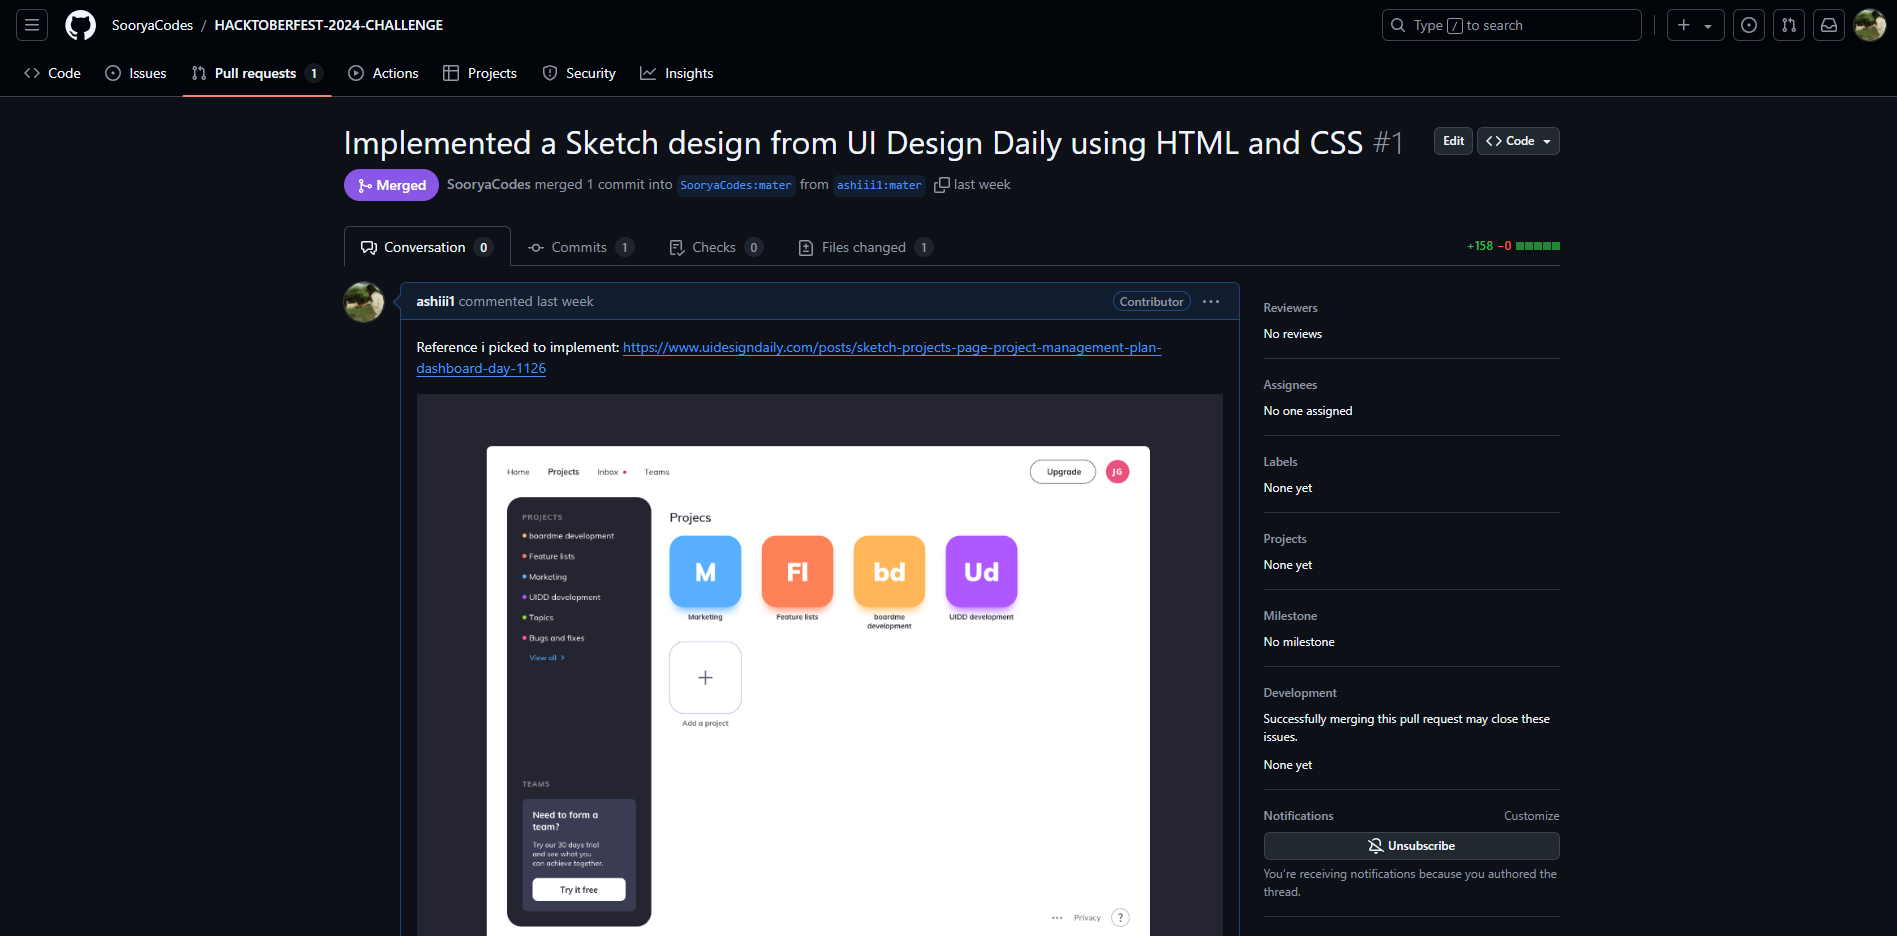 SooryaCodes / HACKTOBERFEST-2024-CHALLENGE
Type / to search
Code Issues Pull requests 1 Actions Projects Security Insights
Implemented a Sketch design from UI Design Daily using HTML and CSS #1
Edit Code
Merged SooryaCodes merged 1 commit into SooryaCodes:mater from ashiii1:mater last week
Conversation 0 Commits 1 Checks 0 Files changed 1
+158 −0
ashiii1 commented last week
Contributor
Reference i picked to implement: https://www.uidesigndaily.com/posts/sketch-projects-page-project-management-plan-
dashboard-day-1126
Home Projects Inbox Teams
Upgrade JG
PROJECTS
boardme development
Feature lists
Marketing
UIDD development
Topics
Bugs and fixes
View all >
Projecs
M Fl bd Ud
Marketing Feature lists boardme UIDD development
development
+
Add a project
TEAMS
Need to form a
team?
Try our 30 days trial
and see what you
can achieve together.
Try it free
Privacy ?
Reviewers
No reviews
Assignees
No one assigned
Labels
None yet
Projects
None yet
Milestone
No milestone
Development
Successfully merging this pull request may close these
issues.
None yet
Notifications Customize
Unsubscribe
You're receiving notifications because you authored the
thread.